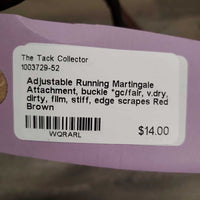 The Tack Collector
1003729-52
Adjustable Running Martingale
Attachment, buckle *gc/fair, v.dry,
dirty, film, stiff, edge scrapes Red
Brown
WQRARL
$14.00